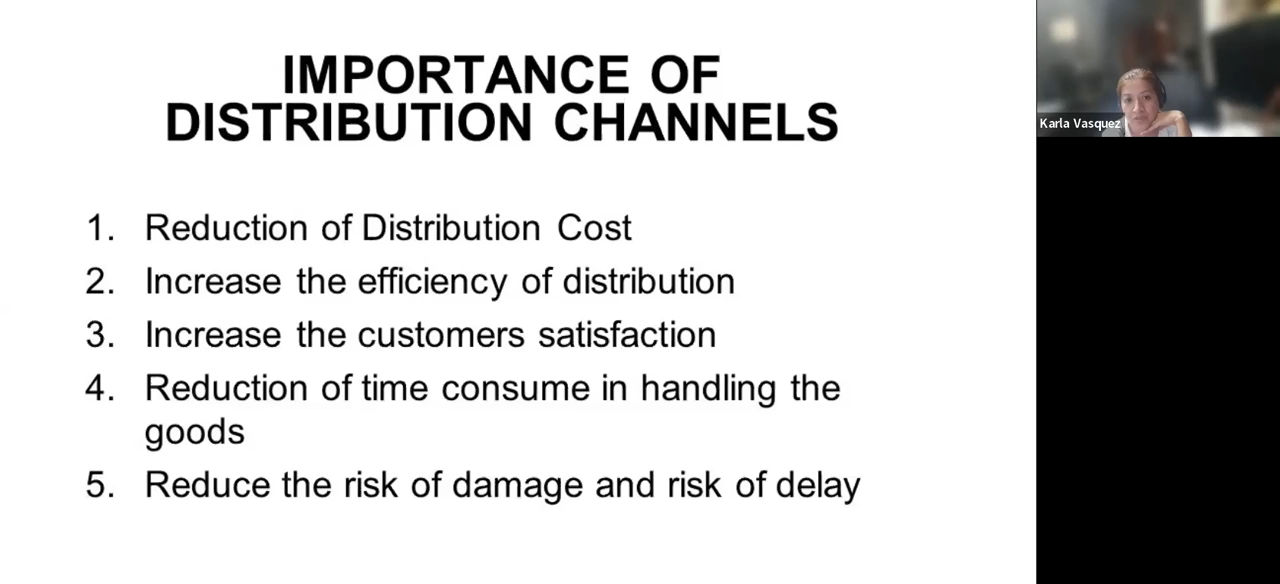 IMPORTANCE OF
DISTRIBUTION CHANNELS
1. Reduction of Distribution Cost
2. Increase the efficiency of distribution
3. Increase the customers satisfaction
4. Reduction of time consume in handling the
goods
5. Reduce the risk of damage and risk of delay
Karla Vasquez